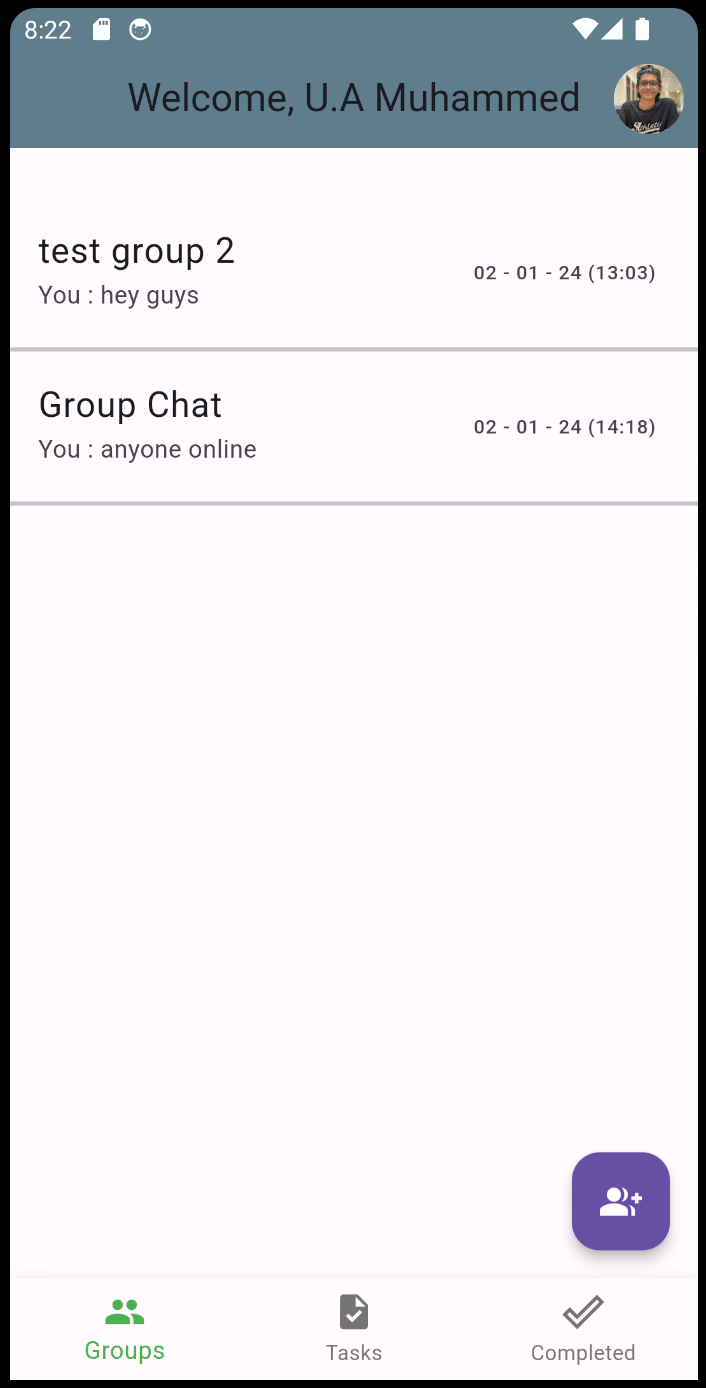 8:22
Welcome, U.A Muhammed
Athletic
test group 2
You : hey guys
02 - 01 - 24 (13:03)
Group Chat
You : anyone online
02 - 01 - 24 (14:18)
Groups
Tasks
Completed